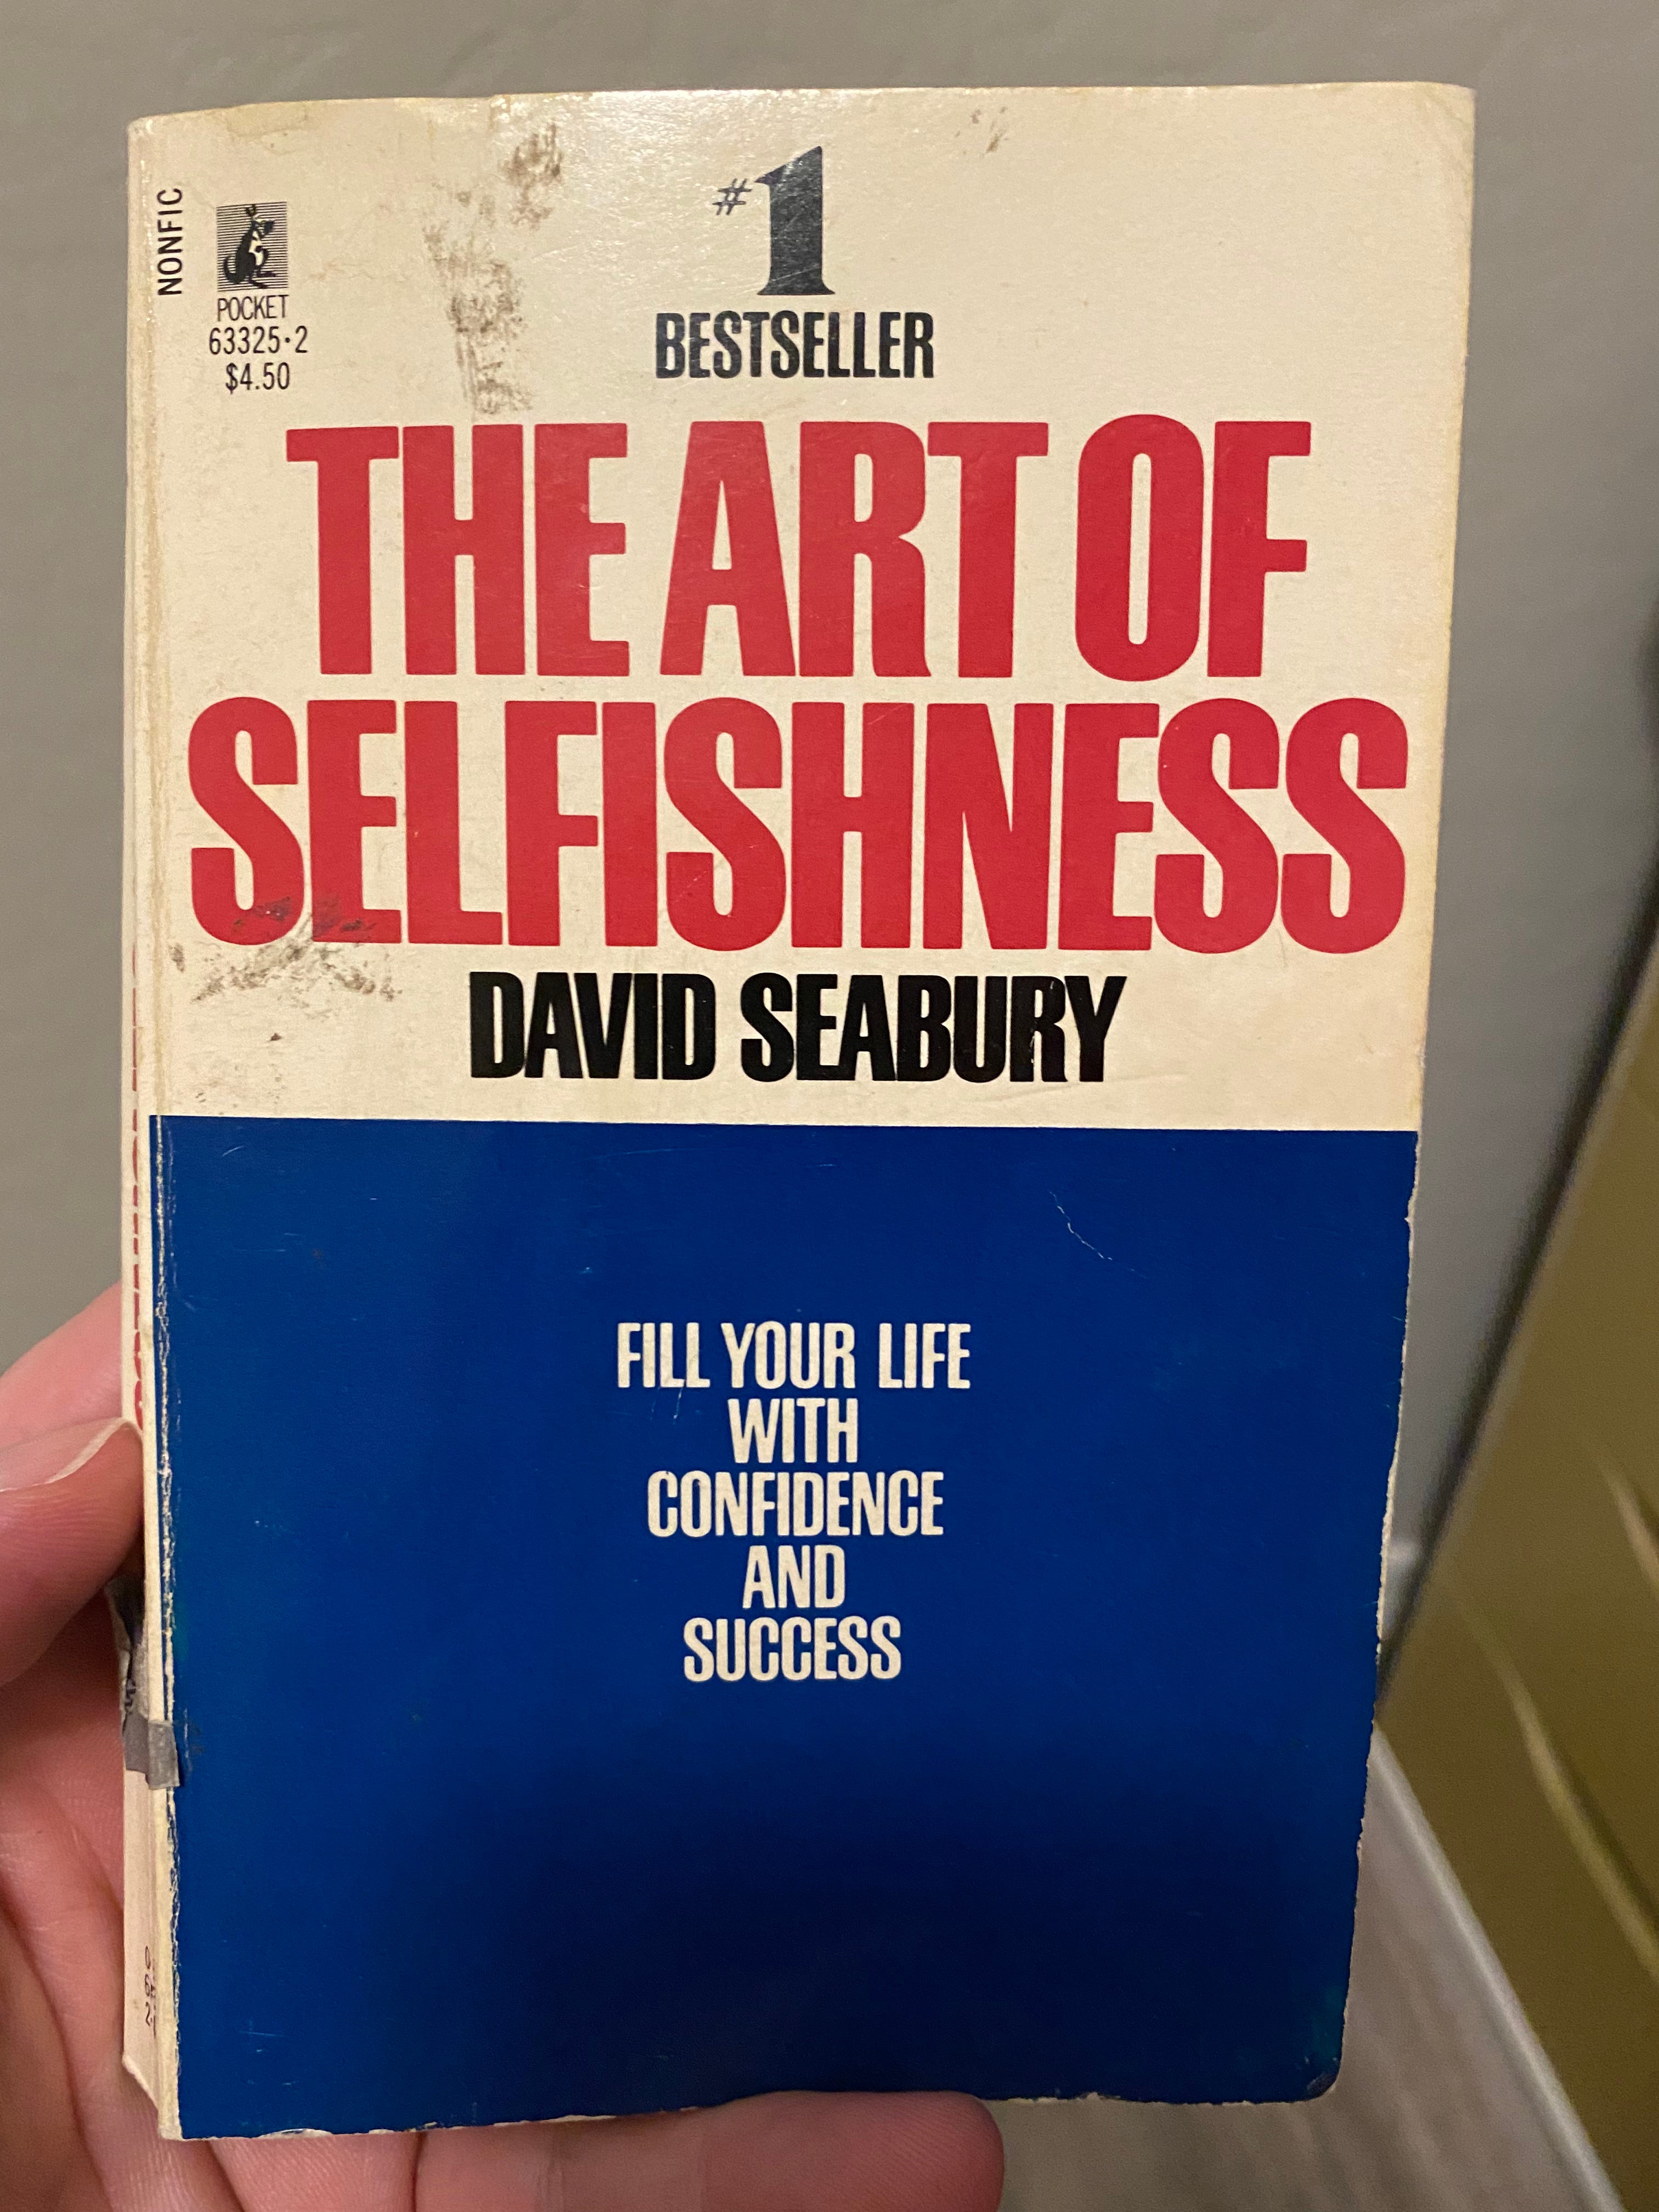 NONFIC
POCKET
63325·2
$4.50
#1
BESTSELLER
THE ART OF
SELFISHNESS
DAVID SEABURY
FILL YOUR LIFE
WITH
CONFIDENCE
AND
SUCCESS